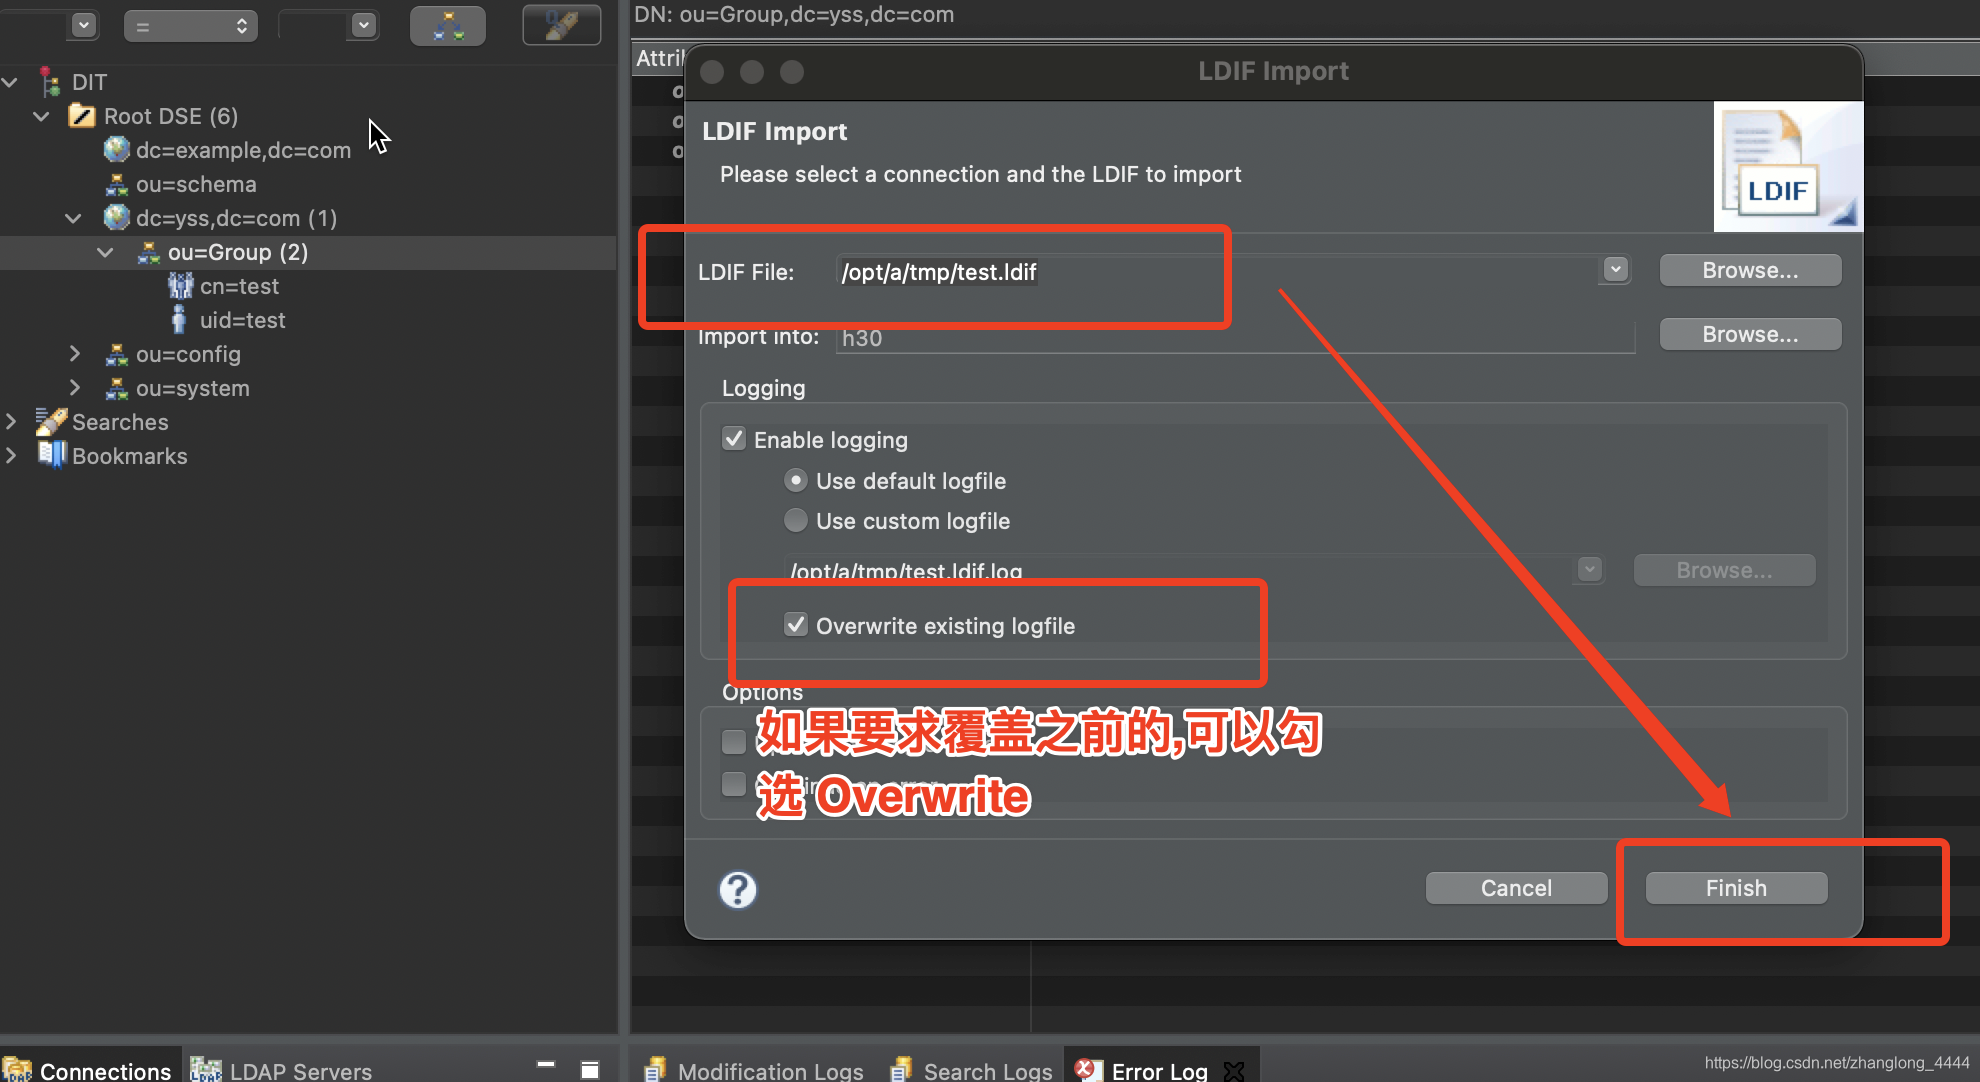 DN: ou=Group,dc=yss,dc=com
=
DIT
Root DSE (6)
dc=example,dc=com
ou=schema
dc=yss,dc=com (1)
ou=Group (2)
cn=test
uid=test
ou=config
ou=system
Searches
Bookmarks
LDIF Import
LDIF Import
Please select a connection and the LDIF to import
LDIF
LDIF File: /opt/a/tmp/test.ldif Browse...
Import into: h30 Browse...
Logging
Enable logging
Use default logfile
Use custom logfile
/opt/a/tmp/test.ldif.log Browse...
Overwrite existing logfile
Options
如果要求覆盖之前的,可以勾
选 Overwrite
Cancel Finish
Connections LDAP Servers
Modification Logs Search Logs Error Log
https://blog.csdn.net/zhanglong_4444